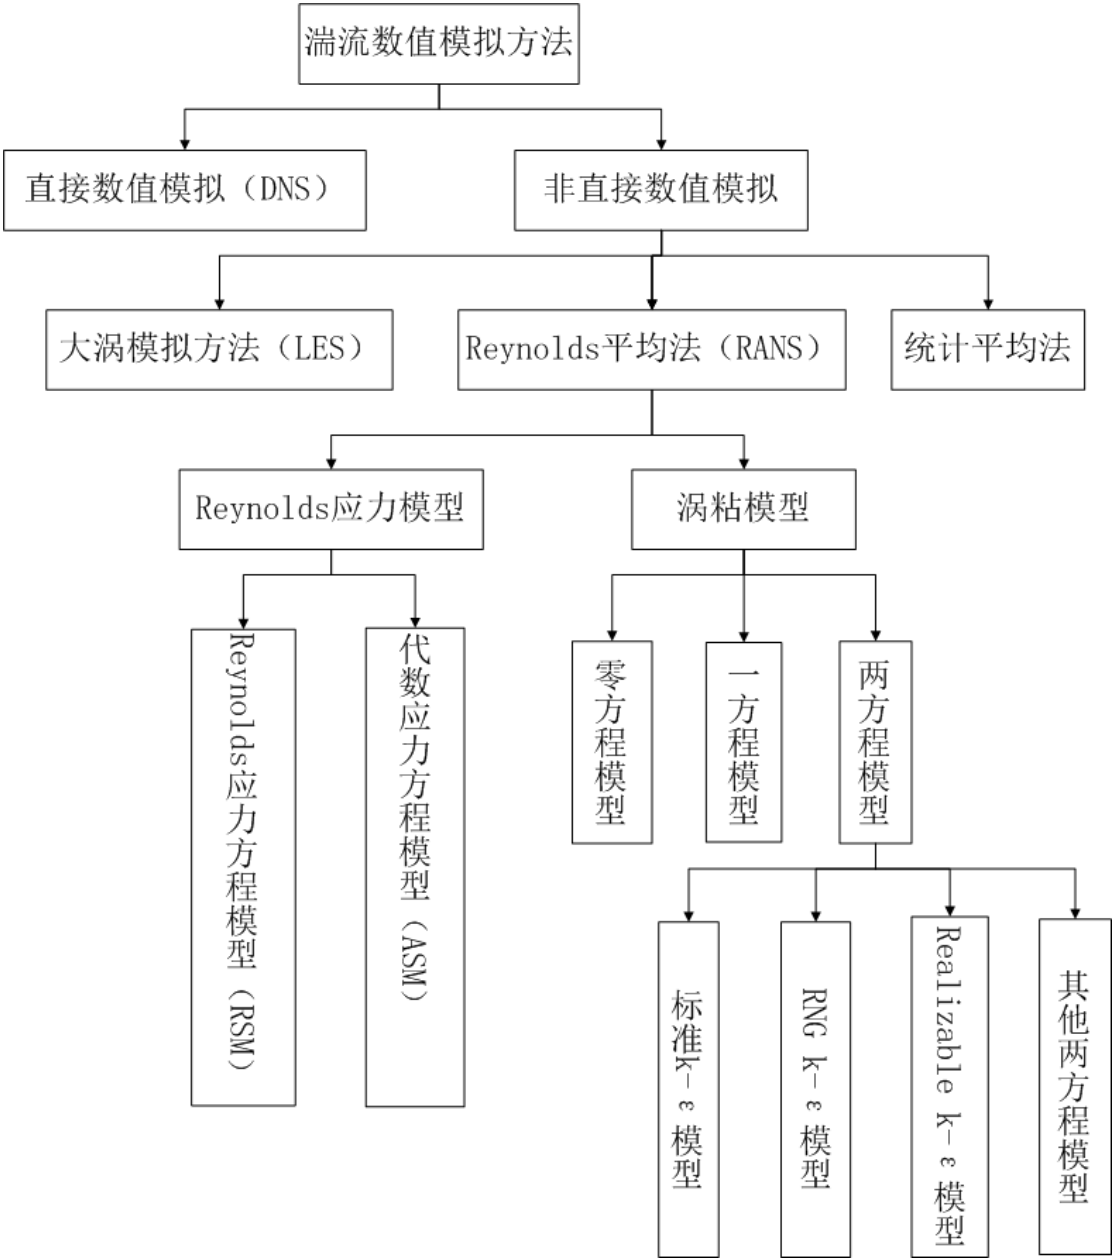 湍流数值模拟方法
直接数值模拟（DNS）
非直接数值模拟
大涡模拟方法（LES）
Reynolds平均法（RANS）
统计平均法
Reynolds应力模型
涡粘模型
Reynolds应力方程模型（RSM）
代数应力方程模型（ASM）
零方程模型
一方程模型
两方程模型
标准k-ε模型
RNG k-ε模型
Realizable k-ε模型
其他两方程模型